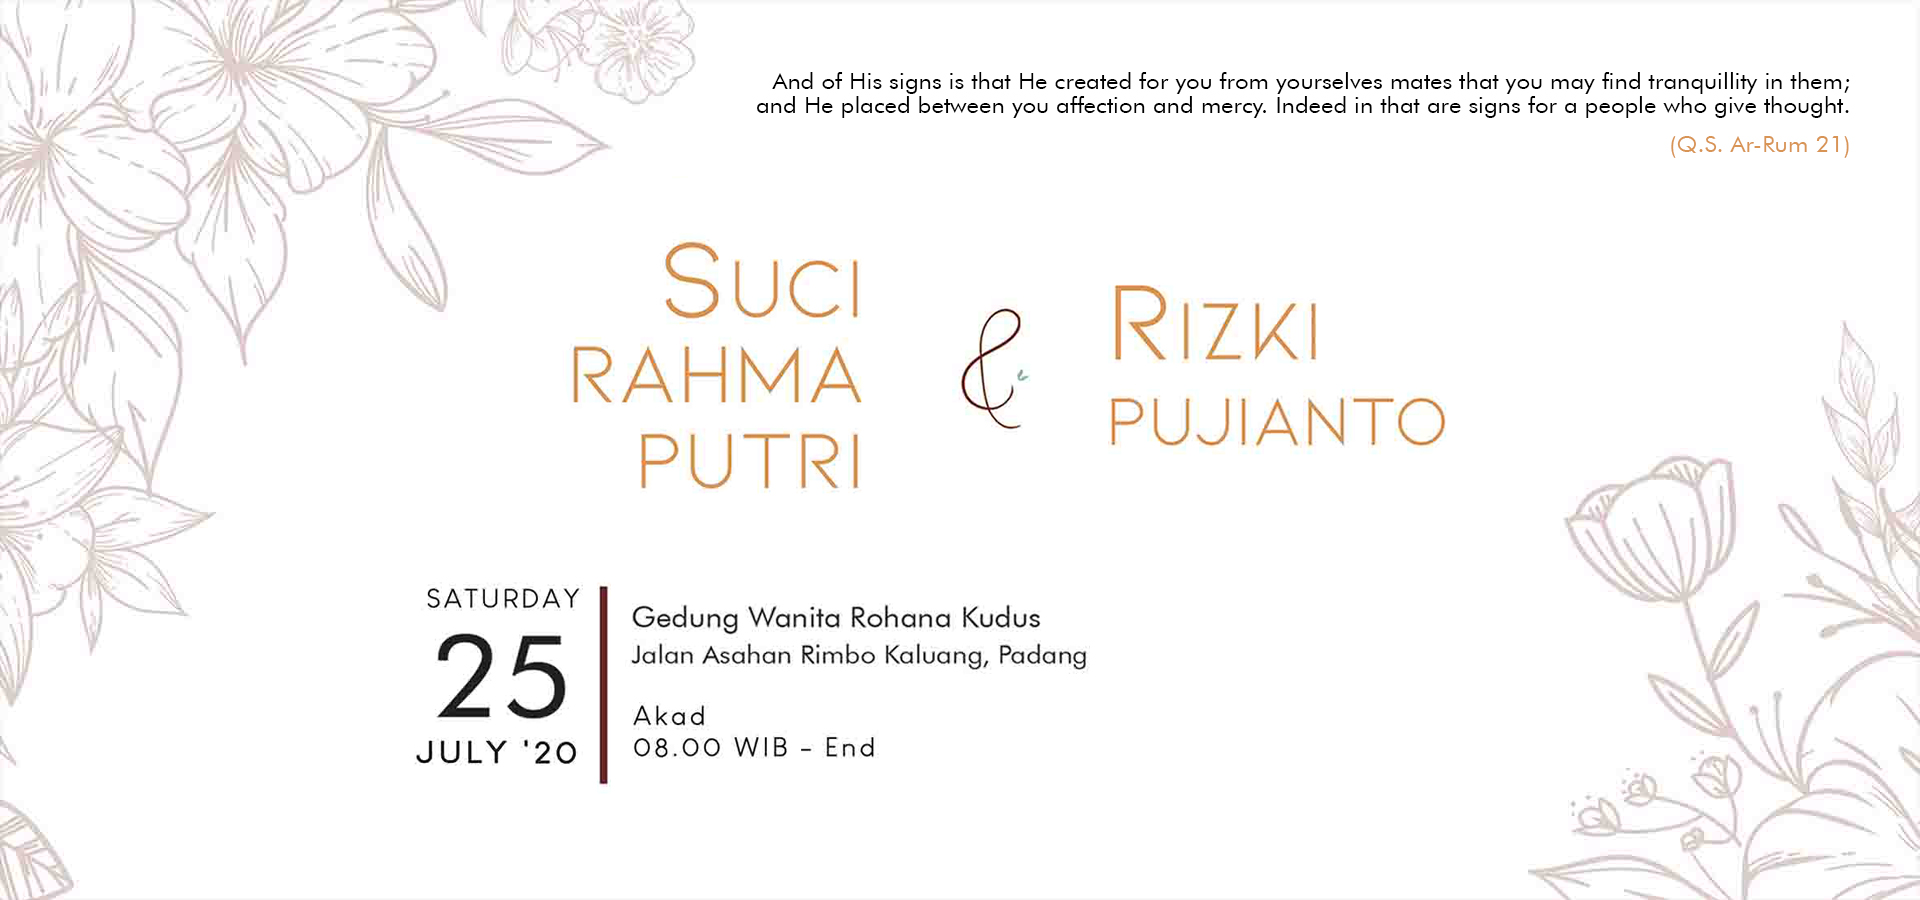 And of His signs is that He created for you from yourselves mates that you may find tranquillity in them;
and He placed between you affection and mercy. Indeed in that are signs for a people who give thought.
(Q.S. Ar-Rum 21)
SUCI
RAHMA
PUTRI
&
RIZKI
PUJIANTO
SATURDAY
25
JULY '20
Gedung Wanita Rohana Kudus
Jalan Asahan Rimbo Kaluang, Padang
Akad
08.00 WIB – End